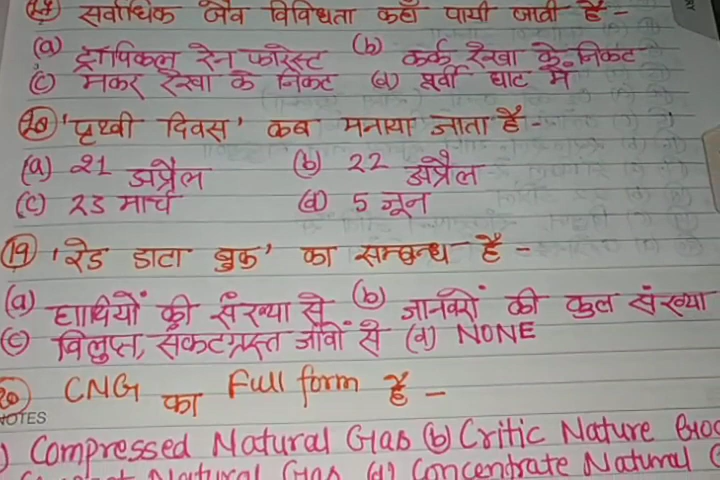 सर्वाधिक जैव विविधता कहाँ पायी जाती है -
(a) ट्रॉपिकल रेन फॉरेस्ट (b) कर्क रेखा के निकट
(c) मकर रेखा के निकट (d) पूर्वी घाट में
'पृथ्वी दिवस' कब मनाया जाता है -
(a) 21 अप्रैल (b) 22 अप्रैल
(c) 23 मार्च (d) 5 जून
(19) 'रेड डाटा बुक' का सम्बन्ध है -
(a) हाथियों की संख्या से (b) जानवरों की कुल संख्या
(c) विलुप्त, संकटग्रस्त जीवों से (d) NONE
CNG का Full form है -
NOTES
) Compressed Natural Gas (b) Critic Nature
Natural Gas (d) Concentrate Natural